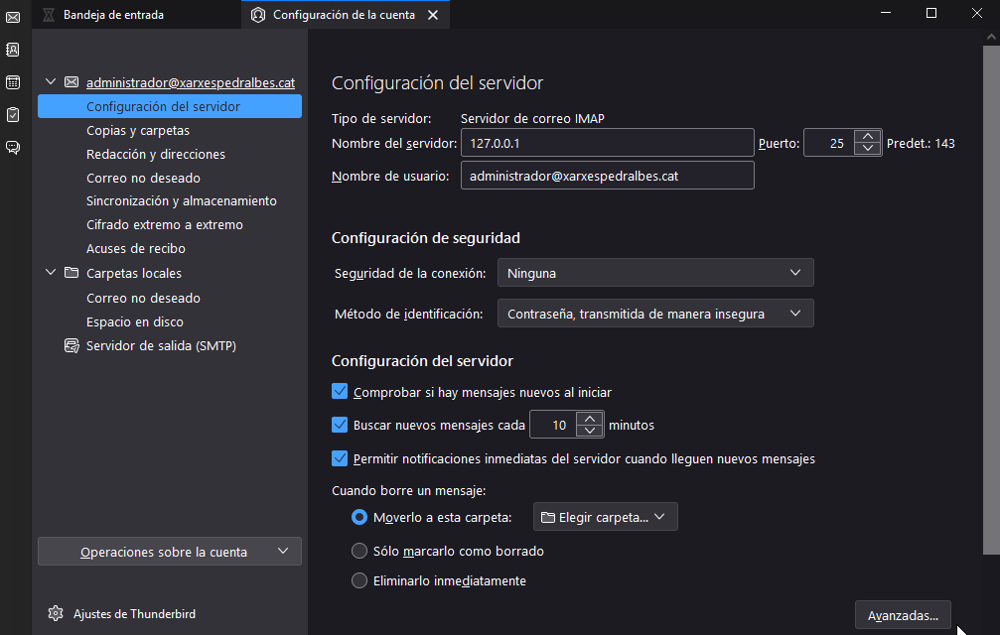 Bandeja de entrada
Configuración de la cuenta
administrador@xarxespedralbes.cat
Configuración del servidor
Copias y carpetas
Redacción y direcciones
Correo no deseado
Sincronización y almacenamiento
Cifrado extremo a extremo
Acuses de recibo
Carpetas locales
Correo no deseado
Espacio en disco
Servidor de salida (SMTP)
Operaciones sobre la cuenta
Ajustes de Thunderbird
Configuración del servidor
Tipo de servidor: Servidor de correo IMAP
Nombre del servidor: 127.0.0.1 Puerto: 25 Predet.: 143
Nombre de usuario: administrador@xarxespedralbes.cat
Configuración de seguridad
Seguridad de la conexión: Ninguna
Método de identificación: Contraseña, transmitida de manera insegura
Configuración del servidor
Comprobar si hay mensajes nuevos al iniciar
Buscar nuevos mensajes cada 10 minutos
Permitir notificaciones inmediatas del servidor cuando lleguen nuevos mensajes
Cuando borre un mensaje:
Moverlo a esta carpeta: Elegir carpeta...
Sólo marcarlo como borrado
Eliminarlo inmediatamente
Avanzadas...